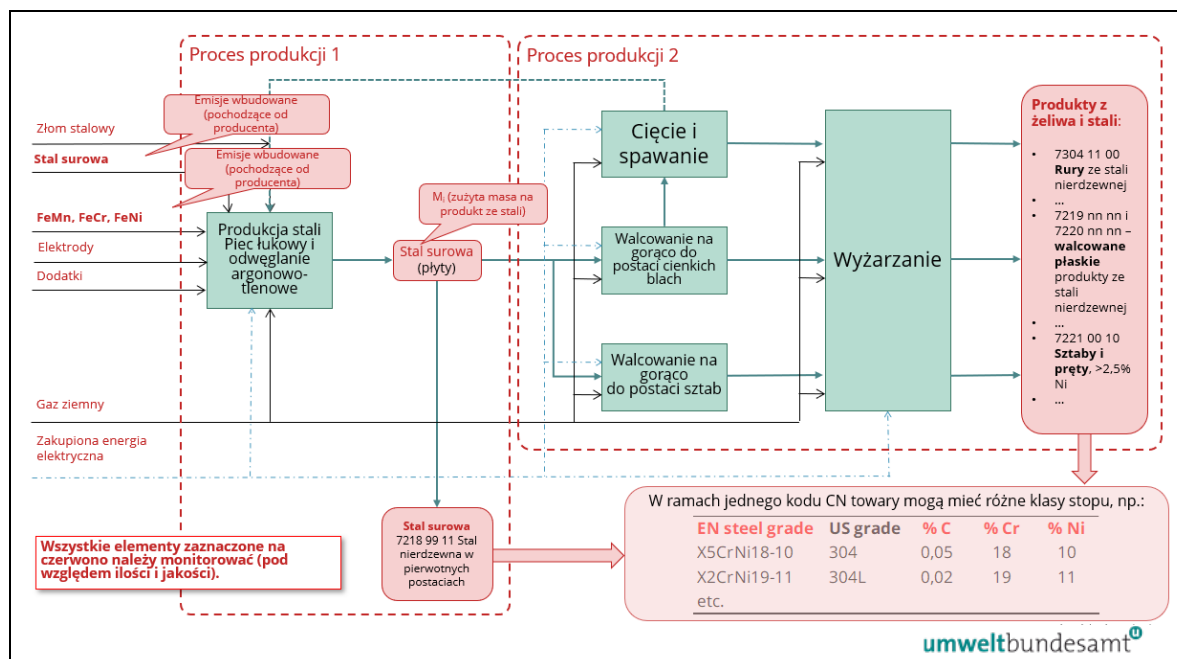 Proces produkcji 1
Proces produkcji 2
Emisje wbudowane
(pochodzące od
producenta)
Złom stalowy
Stal surowa
Emisje wbudowane
(pochodzące od
producenta)
FeMn, FeCr, FeNi
Elektrody
Dodatki
Produkcja stali
Piec łukowy i
odwęglanie
argonowo-
tlenowe
Mᵢ (zużyta masa na
produkt ze stali)
Stal surowa
(płyty)
Cięcie i
spawanie
Walcowanie na
gorąco do
postaci cienkich
blach
Walcowanie na
gorąco
do postaci sztab
Wyżarzanie
Produkty z
żeliwa i stali:
• 7304 11 00
Rury ze stali
nierdzewnej
• ...
• 7219 nn nn i
7220 nn nn –
walcowane
płaskie
produkty ze
stali
nierdzewnej
• ...
• 7221 00 10
Sztaby i
pręty, >2,5%
Ni
• ...
Gaz ziemny
Zakupiona energia
elektryczna
Stal surowa
7218 99 11 Stal
nierdzewna w
pierwotnych
postaciach
Wszystkie elementy zaznaczone na
czerwono należy monitorować (pod
względem ilości i jakości).
W ramach jednego kodu CN towary mogą mieć różne klasy stopu, np.:
EN steel grade US grade % C % Cr % Ni
X5CrNi18-10 304 0,05 18 10
X2CrNi19-11 304L 0,02 19 11
etc.
umweltbundesamt u